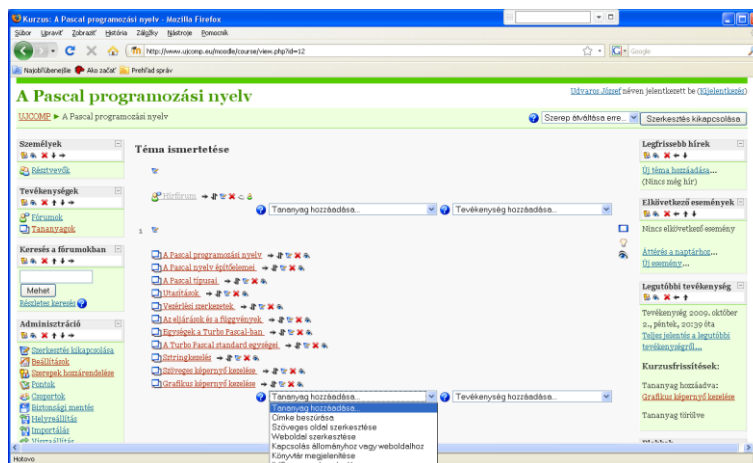 Kurzus: A Pascal programozási nyelv - Mozilla Firefox
Súbor Upraviť Zobraziť História Záložky Nástroje Pomocník
http://www.ujcomp.eu/moodle/course/view.php?id=12
Google
Najobľúbenejšie Ako začať Prehľad správ
A Pascal programozási nyelv
Udvaros József néven jelentkezett be (Kijelentkezés)
UJCOMP ► A Pascal programozási nyelv
Szerep átváltása erre...
Szerkesztés kikapcsolása
Személyek
Résztvevők
Tevékenységek
Fórumok
Tananyagok
Keresés a fórumokban
Mehet
Részletes keresés
Adminisztráció
Szerkesztés kikapcsolása
Beállítások
Szerepek hozzárendelése
Pontok
Csoportok
Biztonsági mentés
Helyreállítás
Importálás
Visszaállítás
Téma ismertetése
Hírfórum
Tananyag hozzáadása... Tevékenység hozzáadása...
1
A Pascal programozási nyelv
A Pascal nyelv építőelemei
A Pascal típusai
Utasítások
Vezérlési szerkezetek
Az eljárások és a függvények
Egységek a Turbo Pascal-ban
A Turbo Pascal standard egységei
Stringkezelés
Szöveges képernyő kezelése
Grafikus képernyő kezelése
Tananyag hozzáadása... Tevékenység hozzáadása...
Tananyag hozzáadása...
Címke beszúrása
Szöveges oldal szerkesztése
Weboldal szerkesztése
Kapcsolás állományhoz vagy weboldalhoz
Könyvtár megjelenítése
Legfrissebb hírek
Új téma hozzáadása...
(Nincs még hír)
Elkövetkező események
Nincs elkövetkező esemény
Áttérés a naptárhoz...
Új esemény...
Legutóbbi tevékenység
Tevékenység 2009. október
2., péntek, 20:39 óta
Teljes jelentés a legutóbbi
tevékenységről...
Kurzusfrissítések:
Tananyag hozzáadva:
Grafikus képernyő kezelése
Tananyag törölve
Hotovo